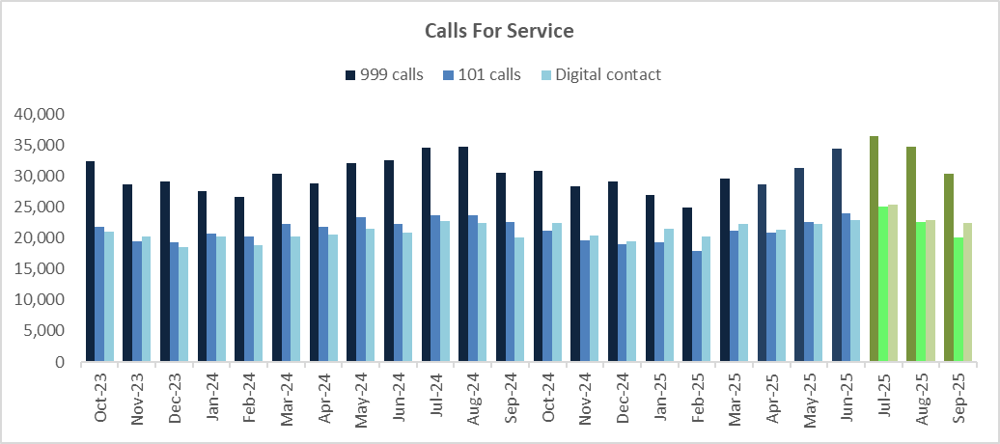 Calls For Service
999 calls 101 calls Digital contact
40,000
35,000
30,000
25,000
20,000
15,000
10,000
5,000
0
Oct-23
Nov-23
Dec-23
Jan-24
Feb-24
Mar-24
Apr-24
May-24
Jun-24
Jul-24
Aug-24
Sep-24
Oct-24
Nov-24
Dec-24
Jan-25
Feb-25
Mar-25
Apr-25
May-25
Jun-25
Jul-25
Aug-25
Sep-25